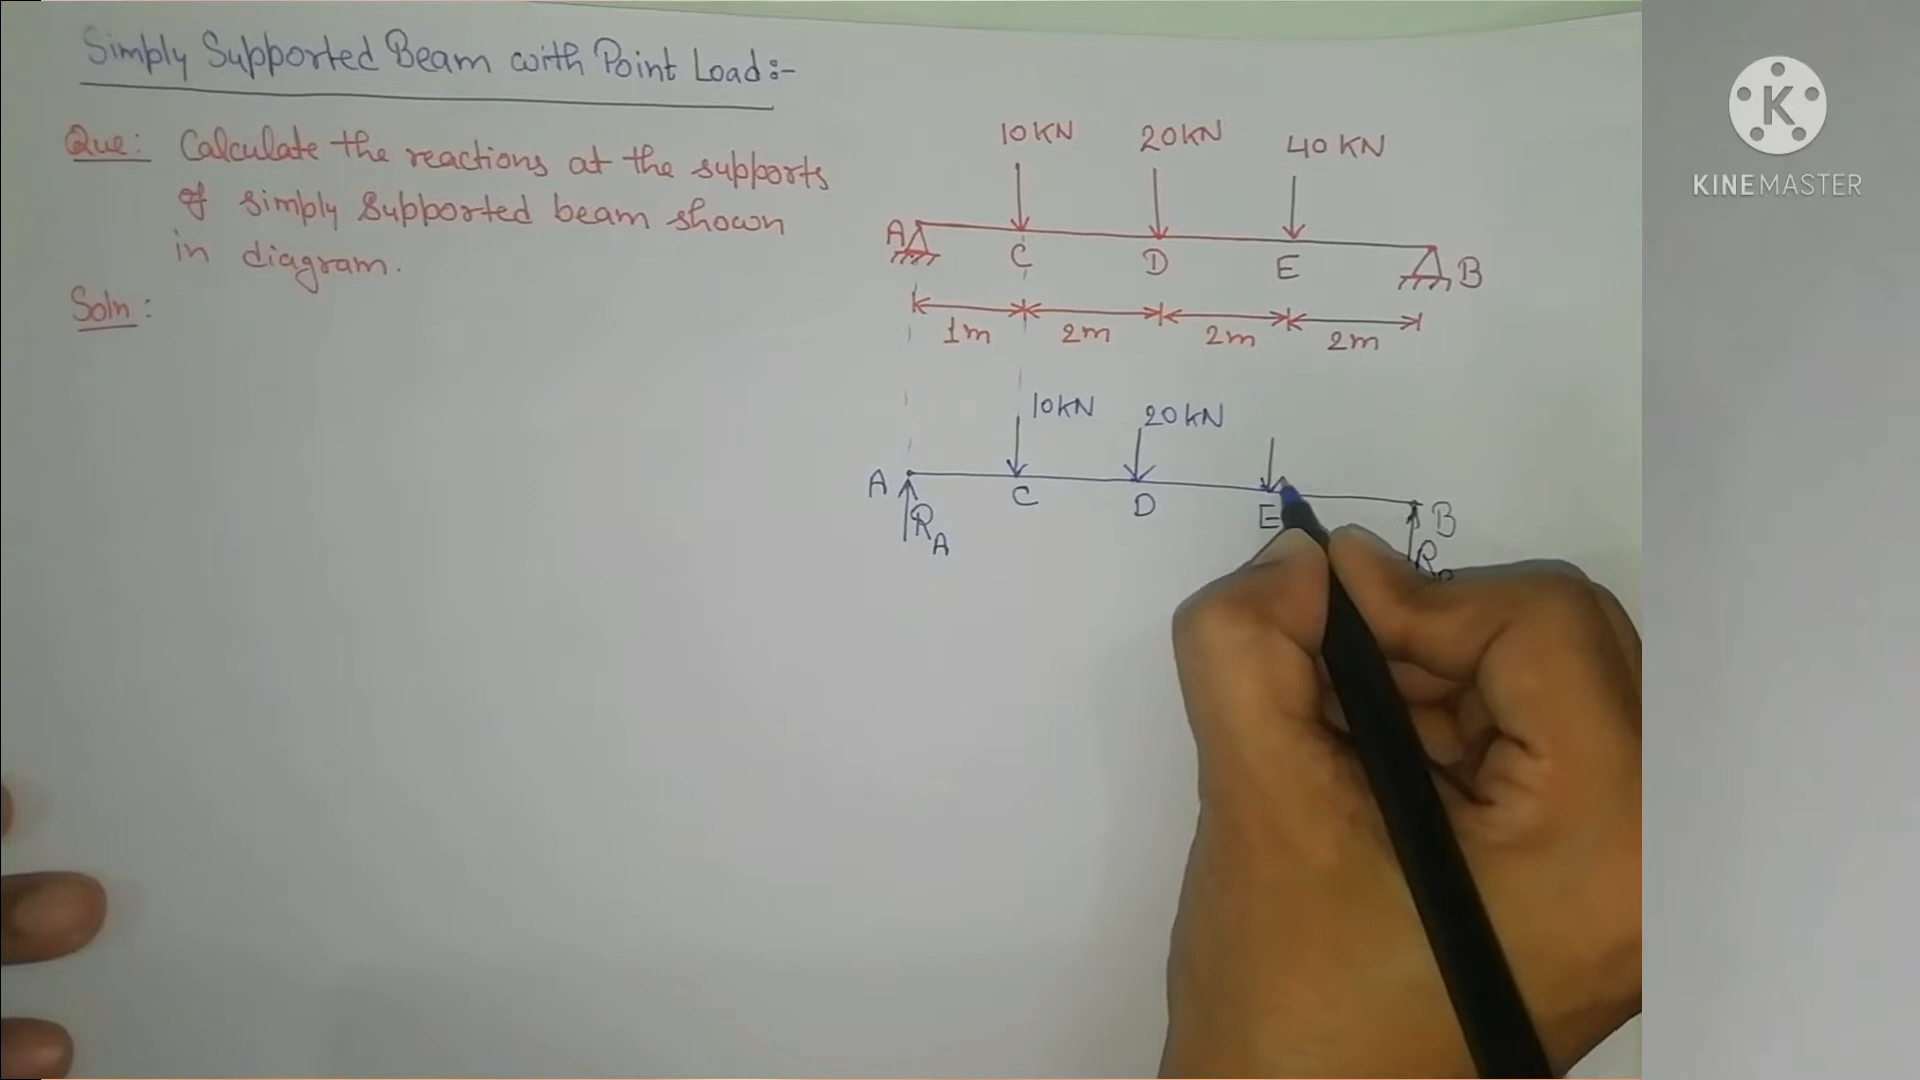 Simply Supported Beam with Point Load:-
Que: Calculate the reactions at the supports
of simply supported beam shown
in diagram.
Soln:
10KN 20KN 40 KN
A C D E B
1m 2m 2m 2m
10KN 20KN
A C D E B
RA
KINEMASTER